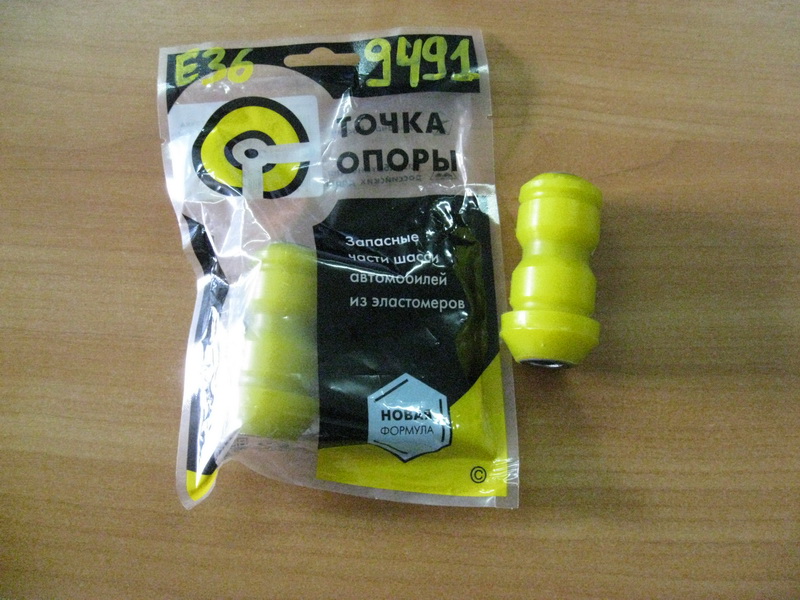 E36 9491
ТОЧКА
ОПОРЫ
Запасные
части шасси
автомобилей
из эластомеров
НОВАЯ
ФОРМУЛА
©